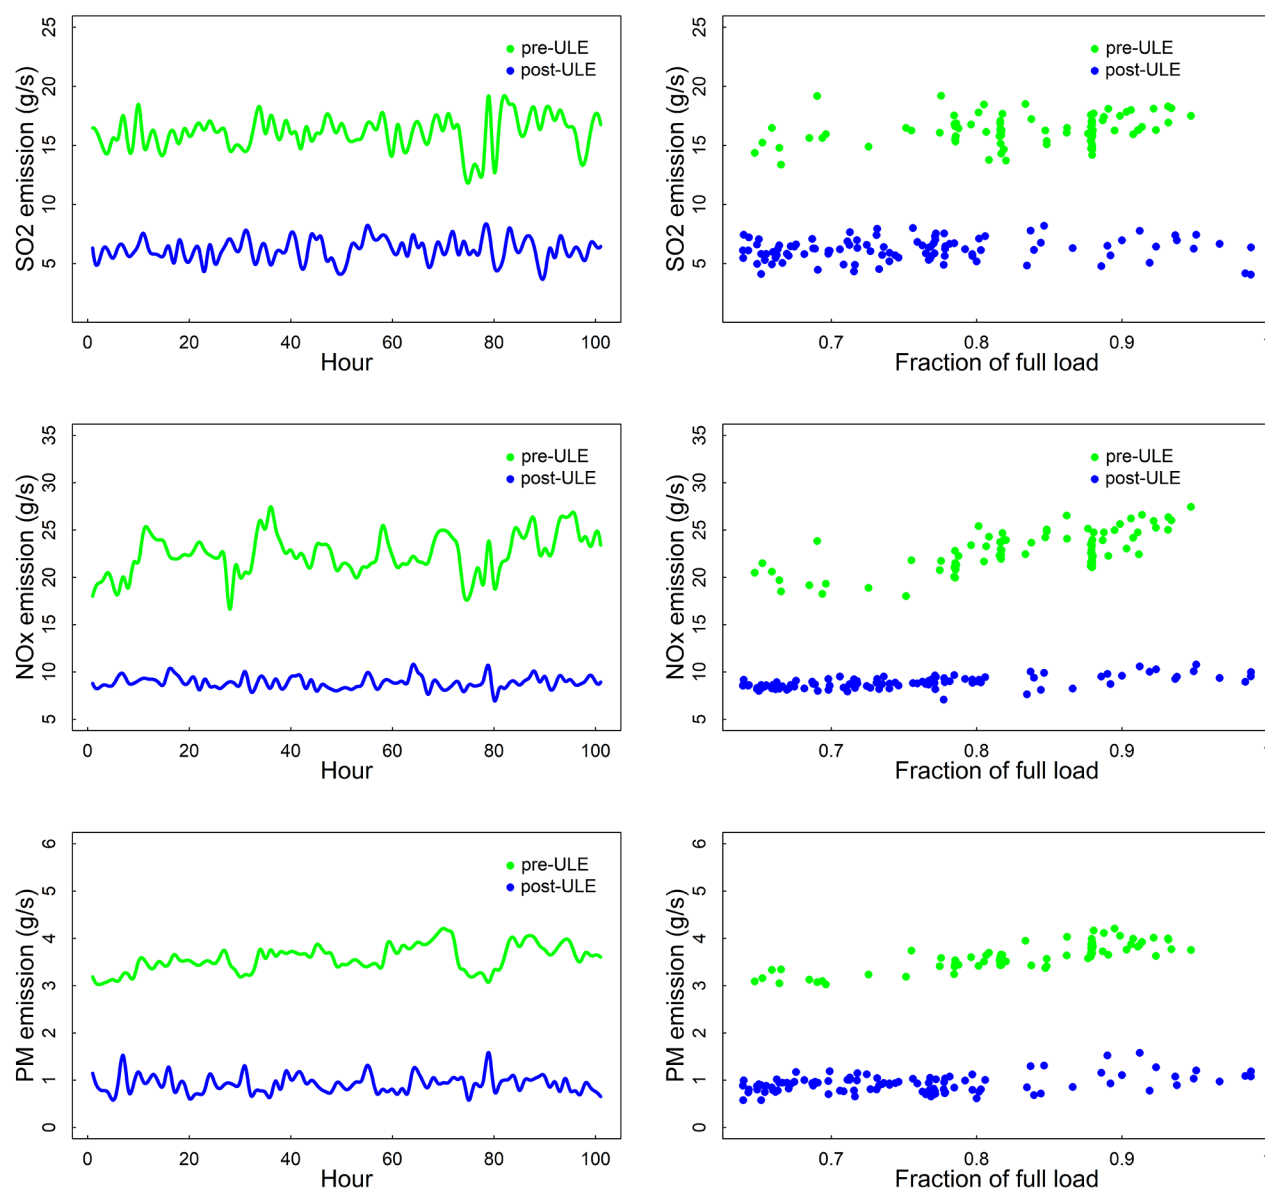 SO2 emission (g/s)
25
20
15
10
5
pre-ULE
post-ULE
0 20 40 60 80 100
Hour
SO2 emission (g/s)
25
20
15
10
5
pre-ULE
post-ULE
0.7 0.8 0.9
Fraction of full load
NOx emission (g/s)
35
30
25
20
15
10
5
pre-ULE
post-ULE
0 20 40 60 80 100
Hour
NOx emission (g/s)
35
30
25
20
15
10
5
pre-ULE
post-ULE
0.7 0.8 0.9
Fraction of full load
PM emission (g/s)
6
5
4
3
2
1
0
pre-ULE
post-ULE
0 20 40 60 80 100
Hour
PM emission (g/s)
6
5
4
3
2
1
0
pre-ULE
post-ULE
0.7 0.8 0.9
Fraction of full load